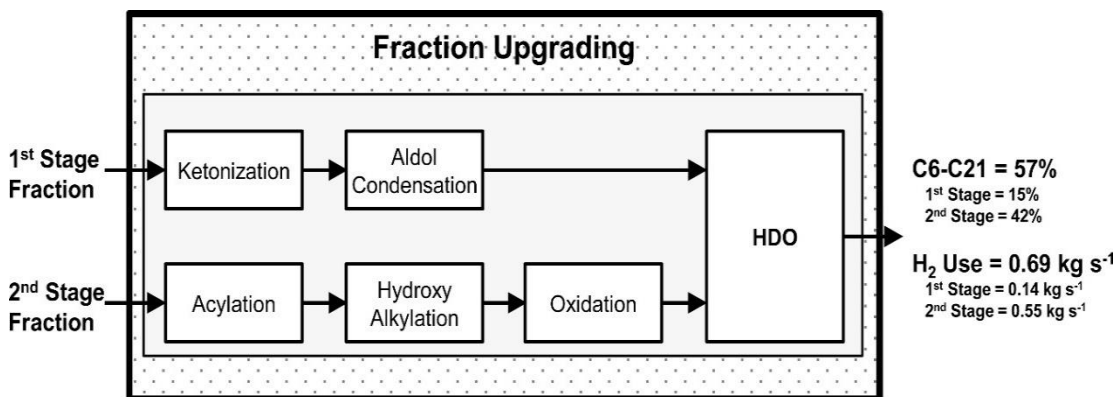 Fraction Upgrading
1st Stage
Fraction
Ketonization
Aldol
Condensation
HDO
2nd Stage
Fraction
Acylation
Hydroxy
Alkylation
Oxidation
C6-C21 = 57%
1st Stage = 15%
2nd Stage = 42%
H2 Use = 0.69 kg s-1
1st Stage = 0.14 kg s-1
2nd Stage = 0.55 kg s-1